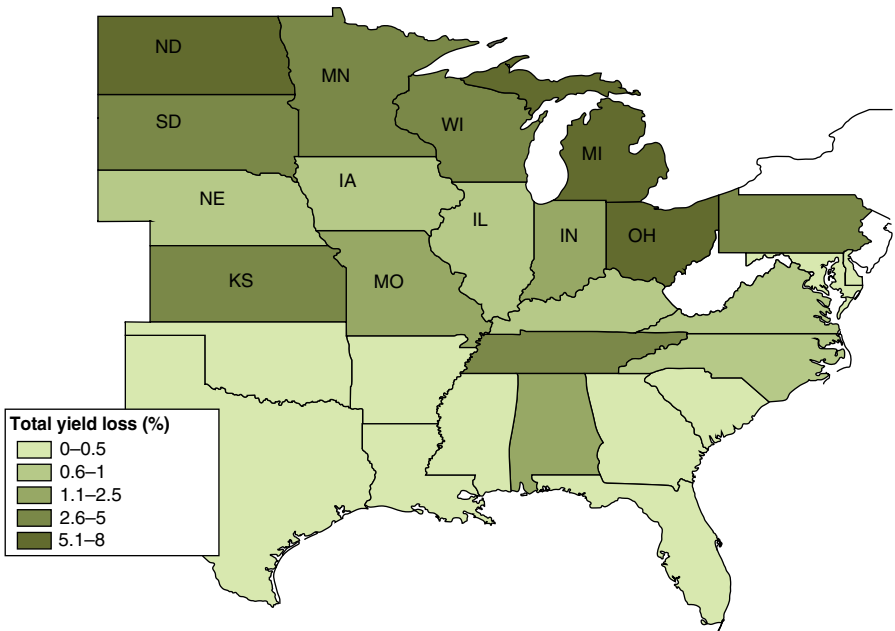 ND
MN
SD
WI
MI
NE
IA
IL
IN
OH
KS
MO
Total yield loss (%)
0–0.5
0.6–1
1.1–2.5
2.6–5
5.1–8